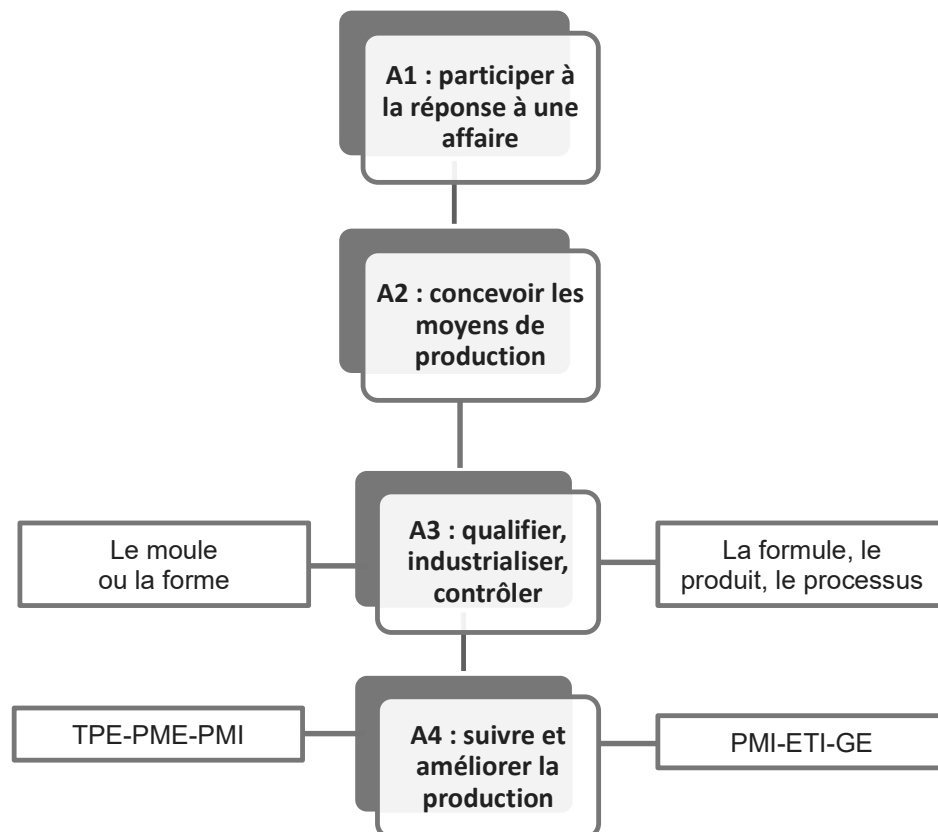 A1 : participer à
la réponse à une
affaire
A2 : concevoir les
moyens de
production
Le moule
ou la forme
A3 : qualifier,
industrialiser,
contrôler
La formule, le
produit, le processus
TPE-PME-PMI
A4 : suivre et
améliorer la
production
PMI-ETI-GE